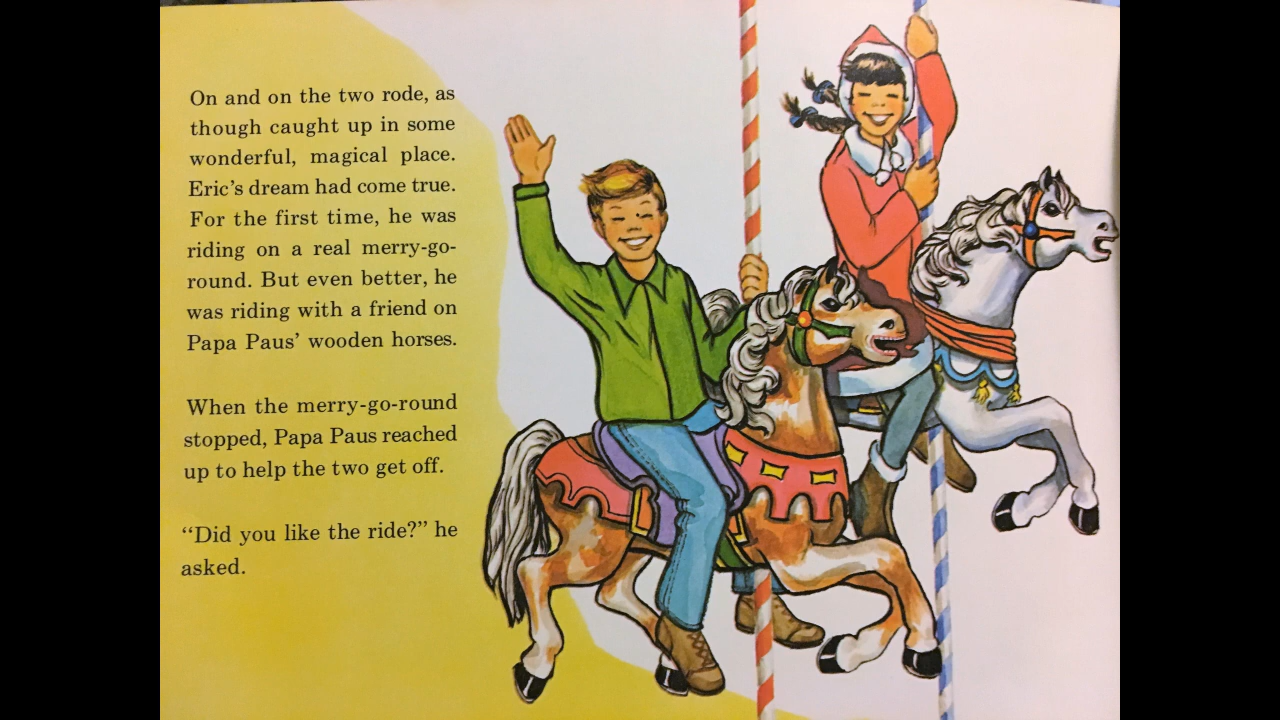 On and on the two rode, as
though caught up in some
wonderful, magical place.
Eric's dream had come true.
For the first time, he was
riding on a real merry-go-
round. But even better, he
was riding with a friend on
Papa Paus' wooden horses.
When the merry-go-round
stopped, Papa Paus reached
up to help the two get off.
“Did you like the ride?” he
asked.